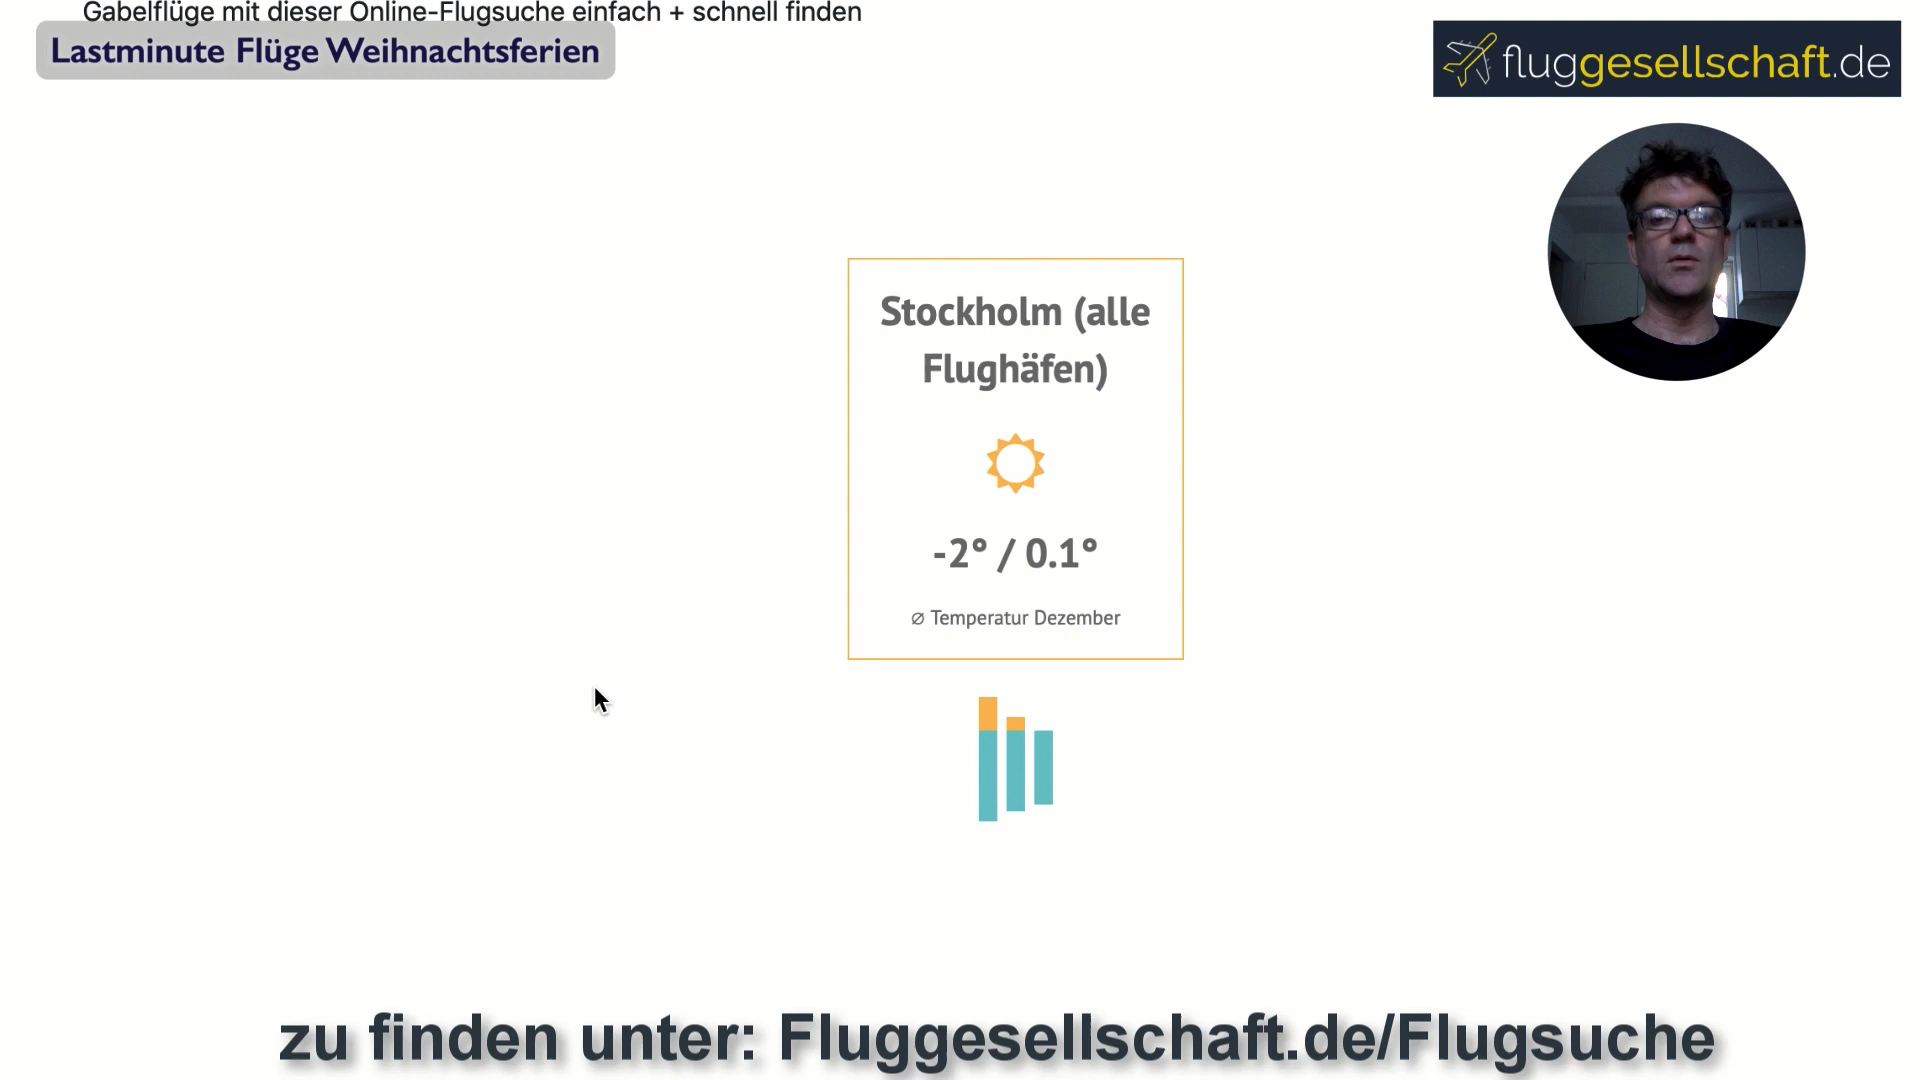 Gabelflüge mit dieser Online-Flugsuche einfach + schnell finden
Lastminute Flüge Weihnachtsferien
fluggesellschaft.de
Stockholm (alle
Flughäfen)
-2° / 0.1°
∅ Temperatur Dezember
zu finden unter: Fluggesellschaft.de/Flugsuche